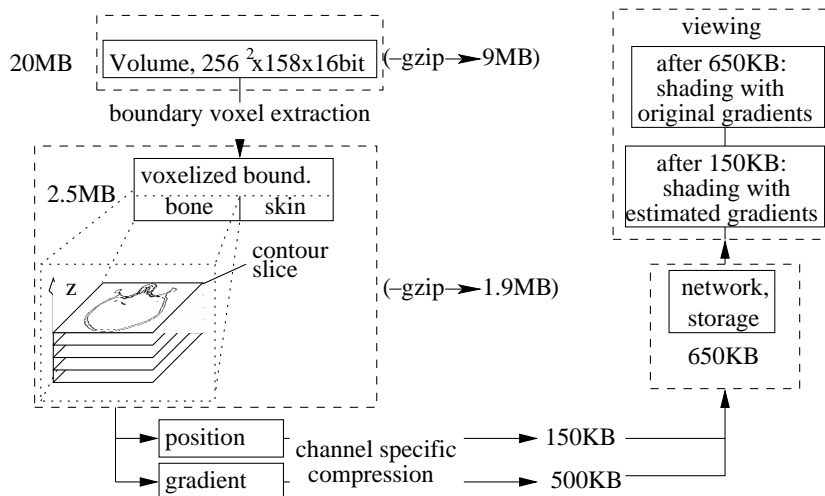 20MB
Volume, 256 ²x158x16bit
(–gzip→9MB)
boundary voxel extraction
2.5MB
voxelized bound.
bone
skin
contour
slice
z
(–gzip→1.9MB)
position
gradient
channel specific
compression
150KB
500KB
viewing
after 650KB:
shading with
original gradients
after 150KB:
shading with
estimated gradients
network,
storage
650KB